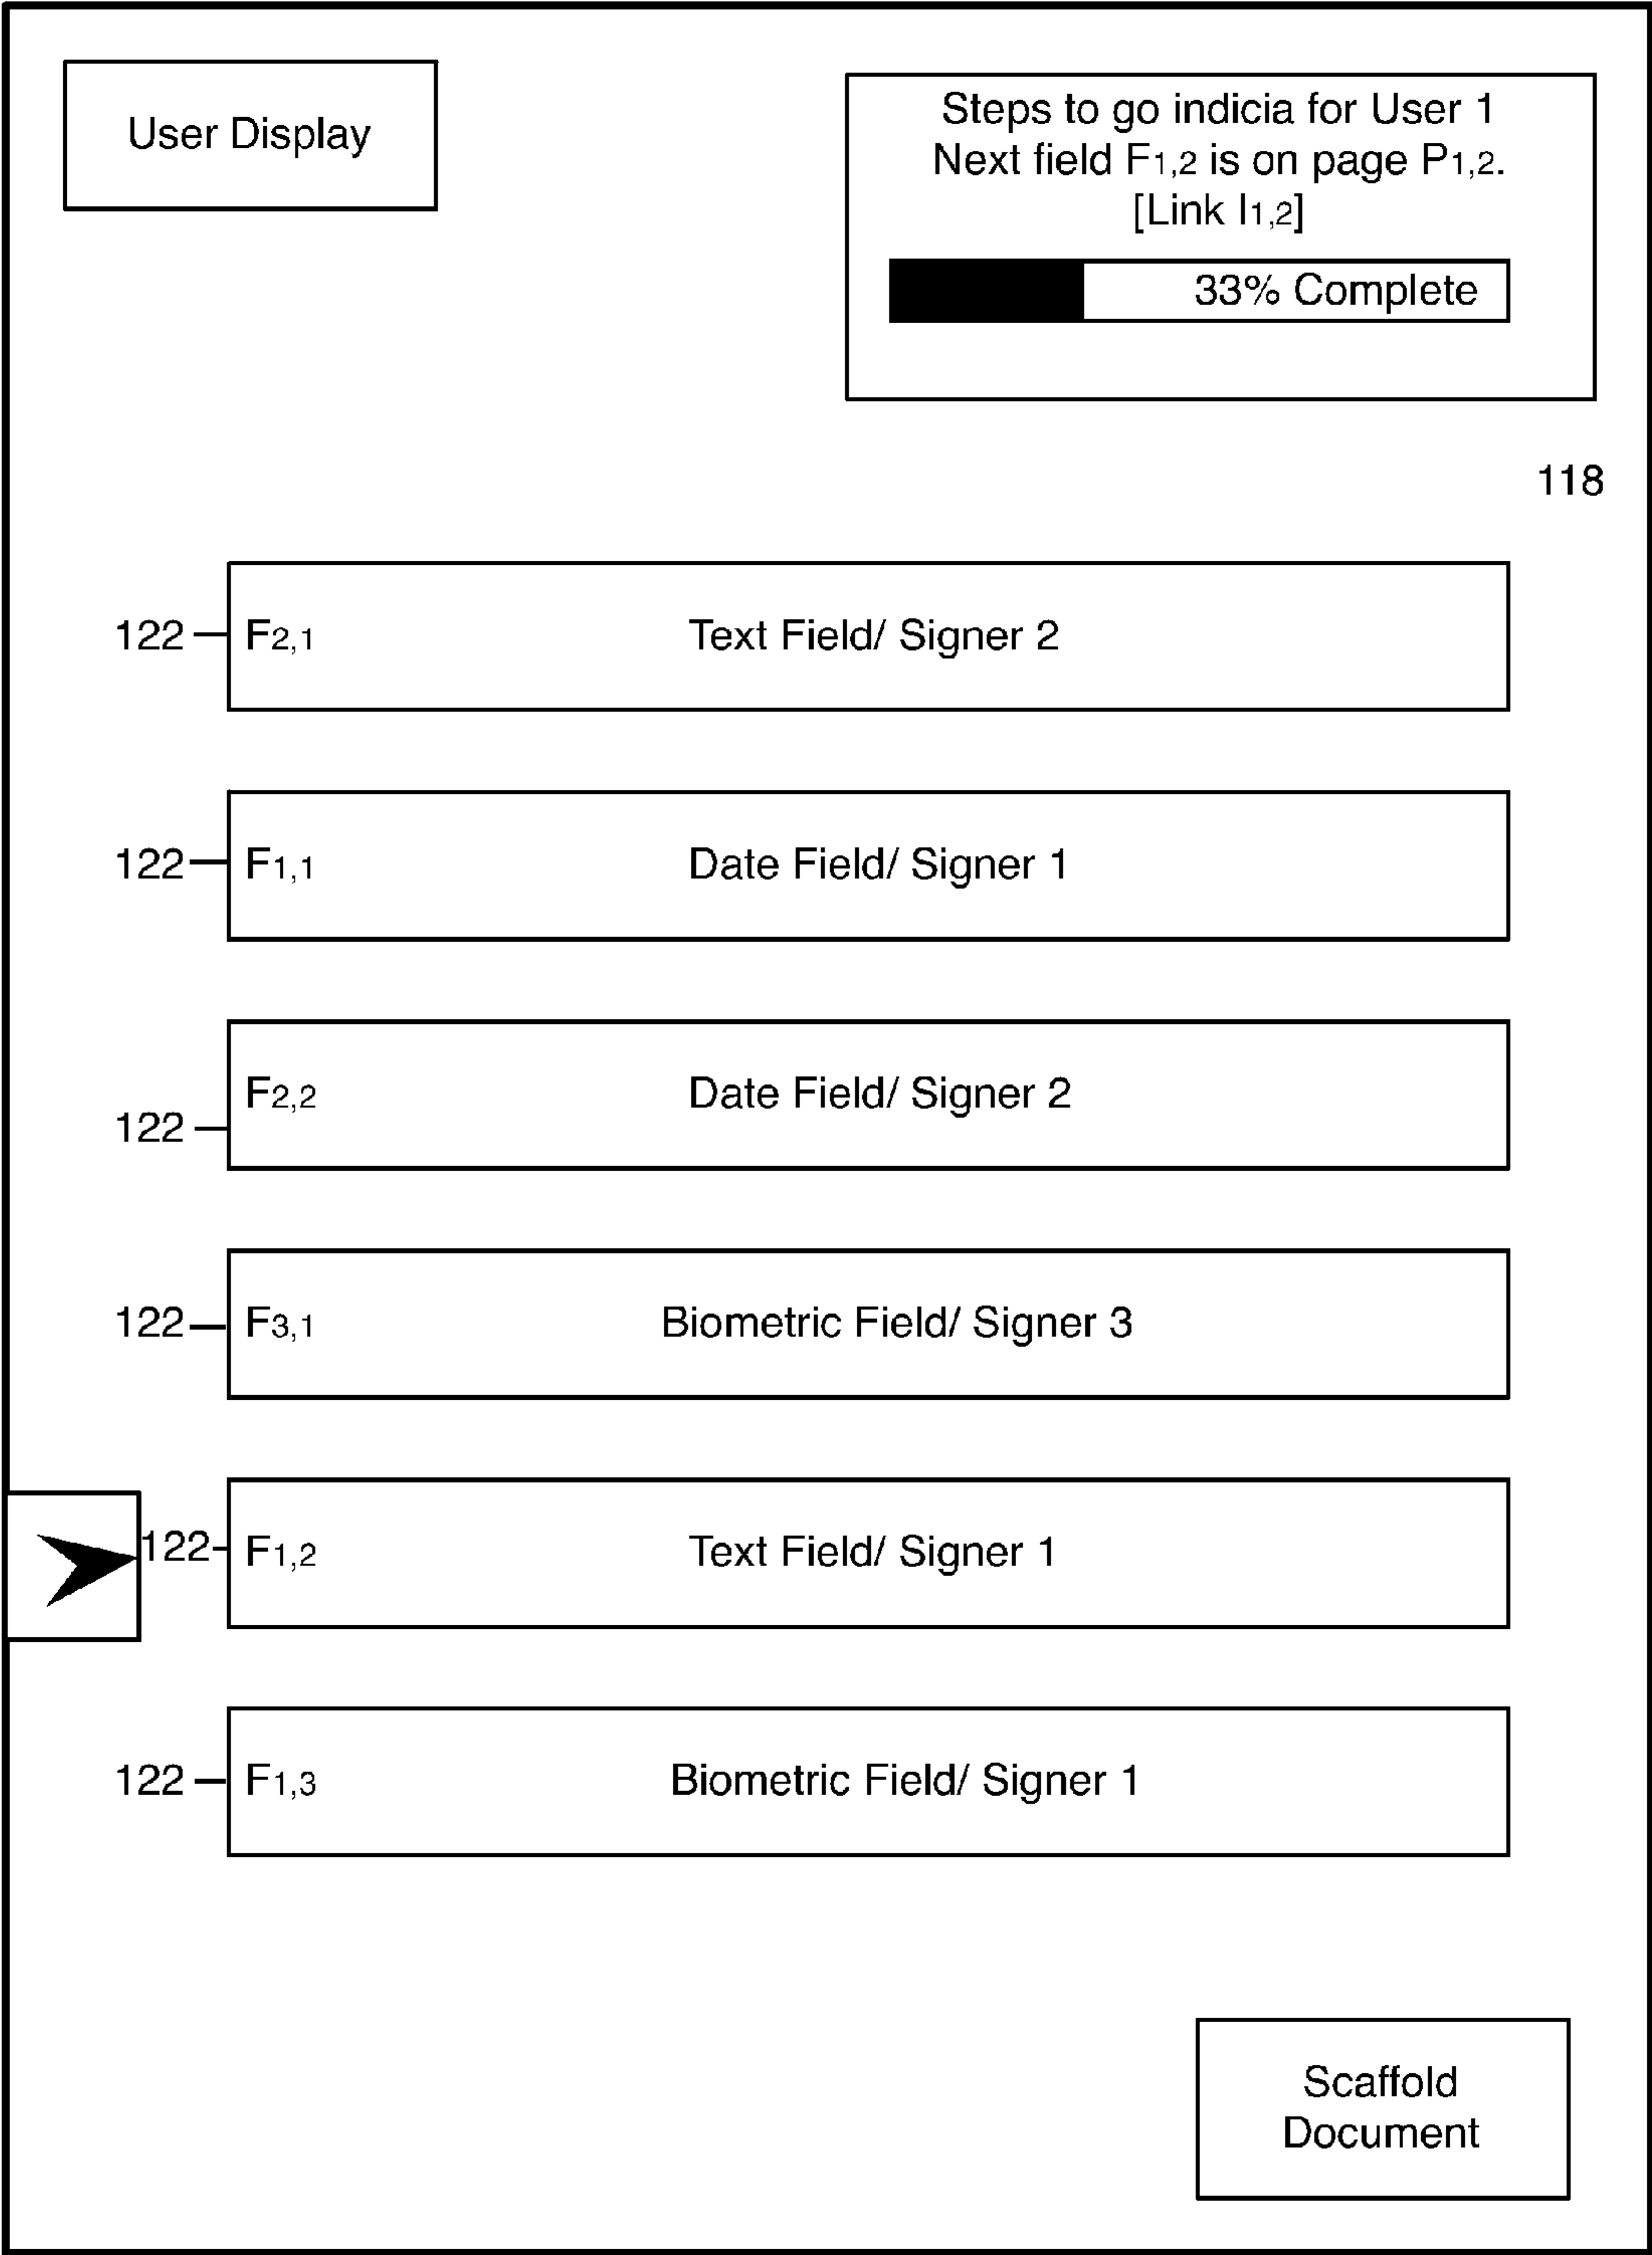 User Display
Steps to go indicia for User 1
Next field F1,2 is on page P1,2.
[Link I1,2]
33% Complete
118
122 F2,1 Text Field/ Signer 2
122 F1,1 Date Field/ Signer 1
122 F2,2 Date Field/ Signer 2
122 F3,1 Biometric Field/ Signer 3
122 F1,2 Text Field/ Signer 1
122 F1,3 Biometric Field/ Signer 1
Scaffold
Document